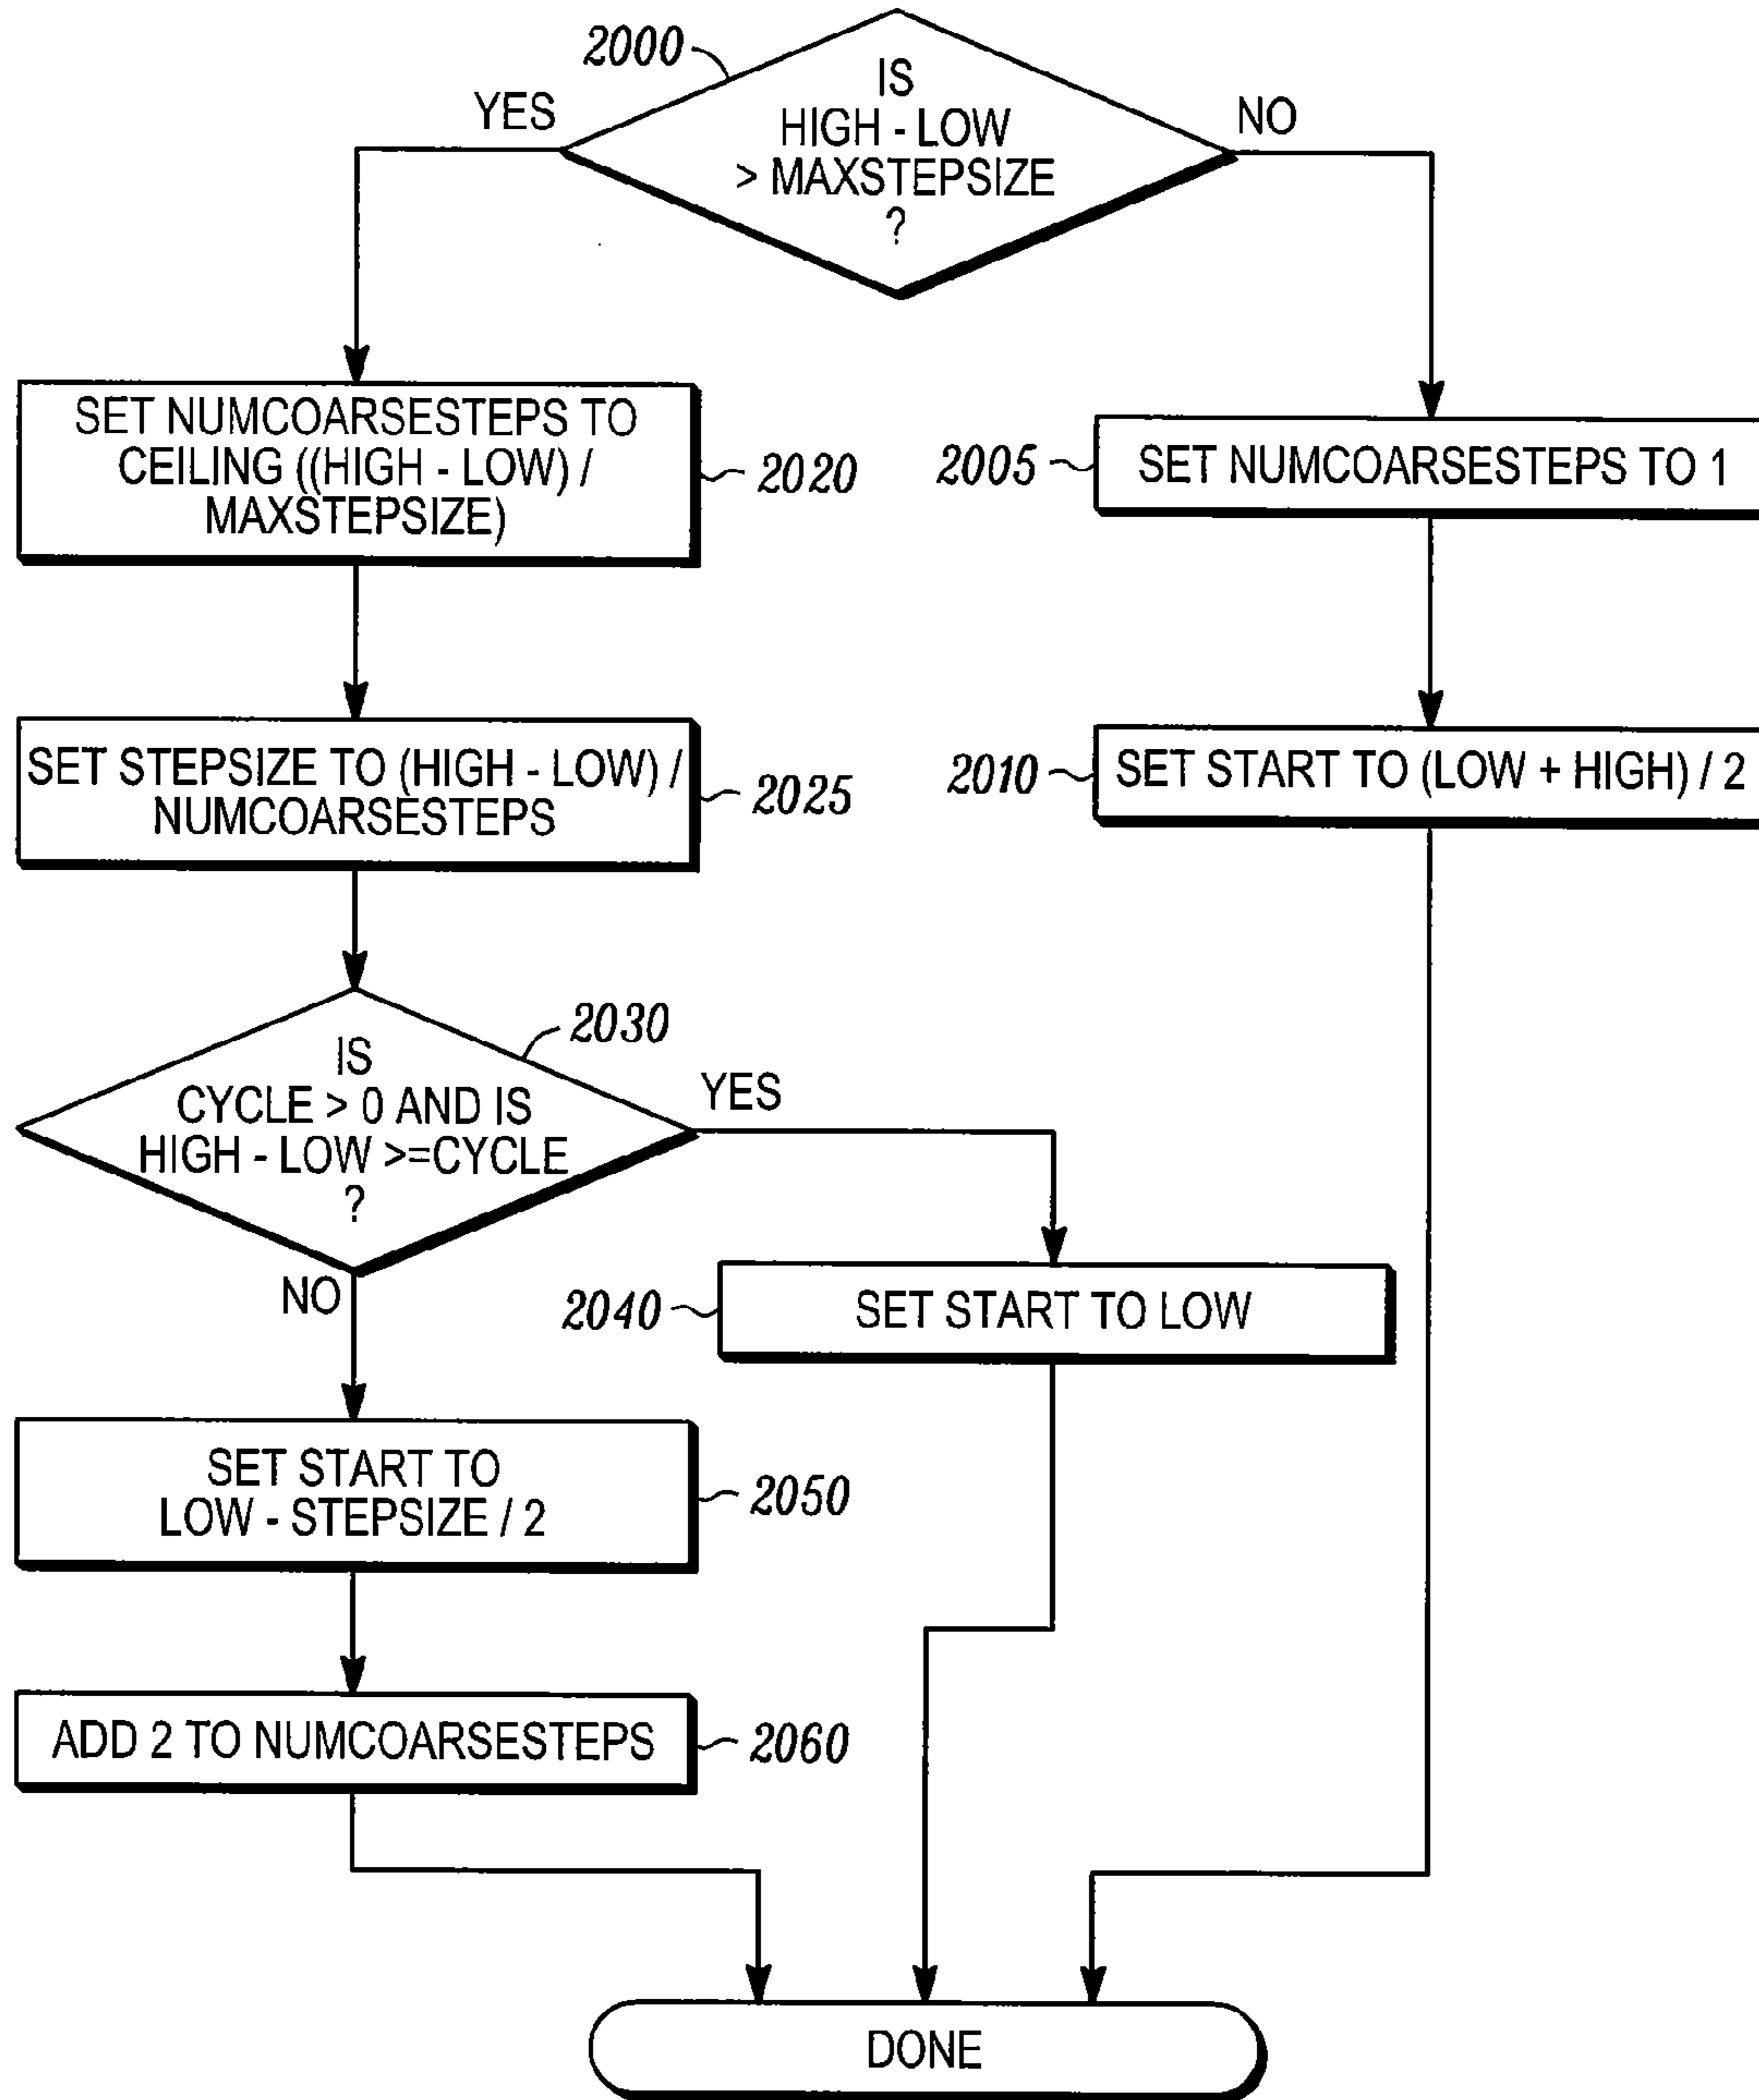 2000
IS
HIGH - LOW
> MAXSTEPSIZE
?
YES
NO
SET NUMCOARSESTEPS TO
CEILING ((HIGH - LOW) /
MAXSTEPSIZE)
2020
2005
SET NUMCOARSESTEPS TO 1
SET STEPSIZE TO (HIGH - LOW) /
NUMCOARSESTEPS
2025
2010
SET START TO (LOW + HIGH) / 2
2030
IS
CYCLE > 0 AND IS
HIGH - LOW >=CYCLE
?
YES
NO
2040
SET START TO LOW
SET START TO
LOW - STEPSIZE / 2
2050
ADD 2 TO NUMCOARSESTEPS
2060
DONE